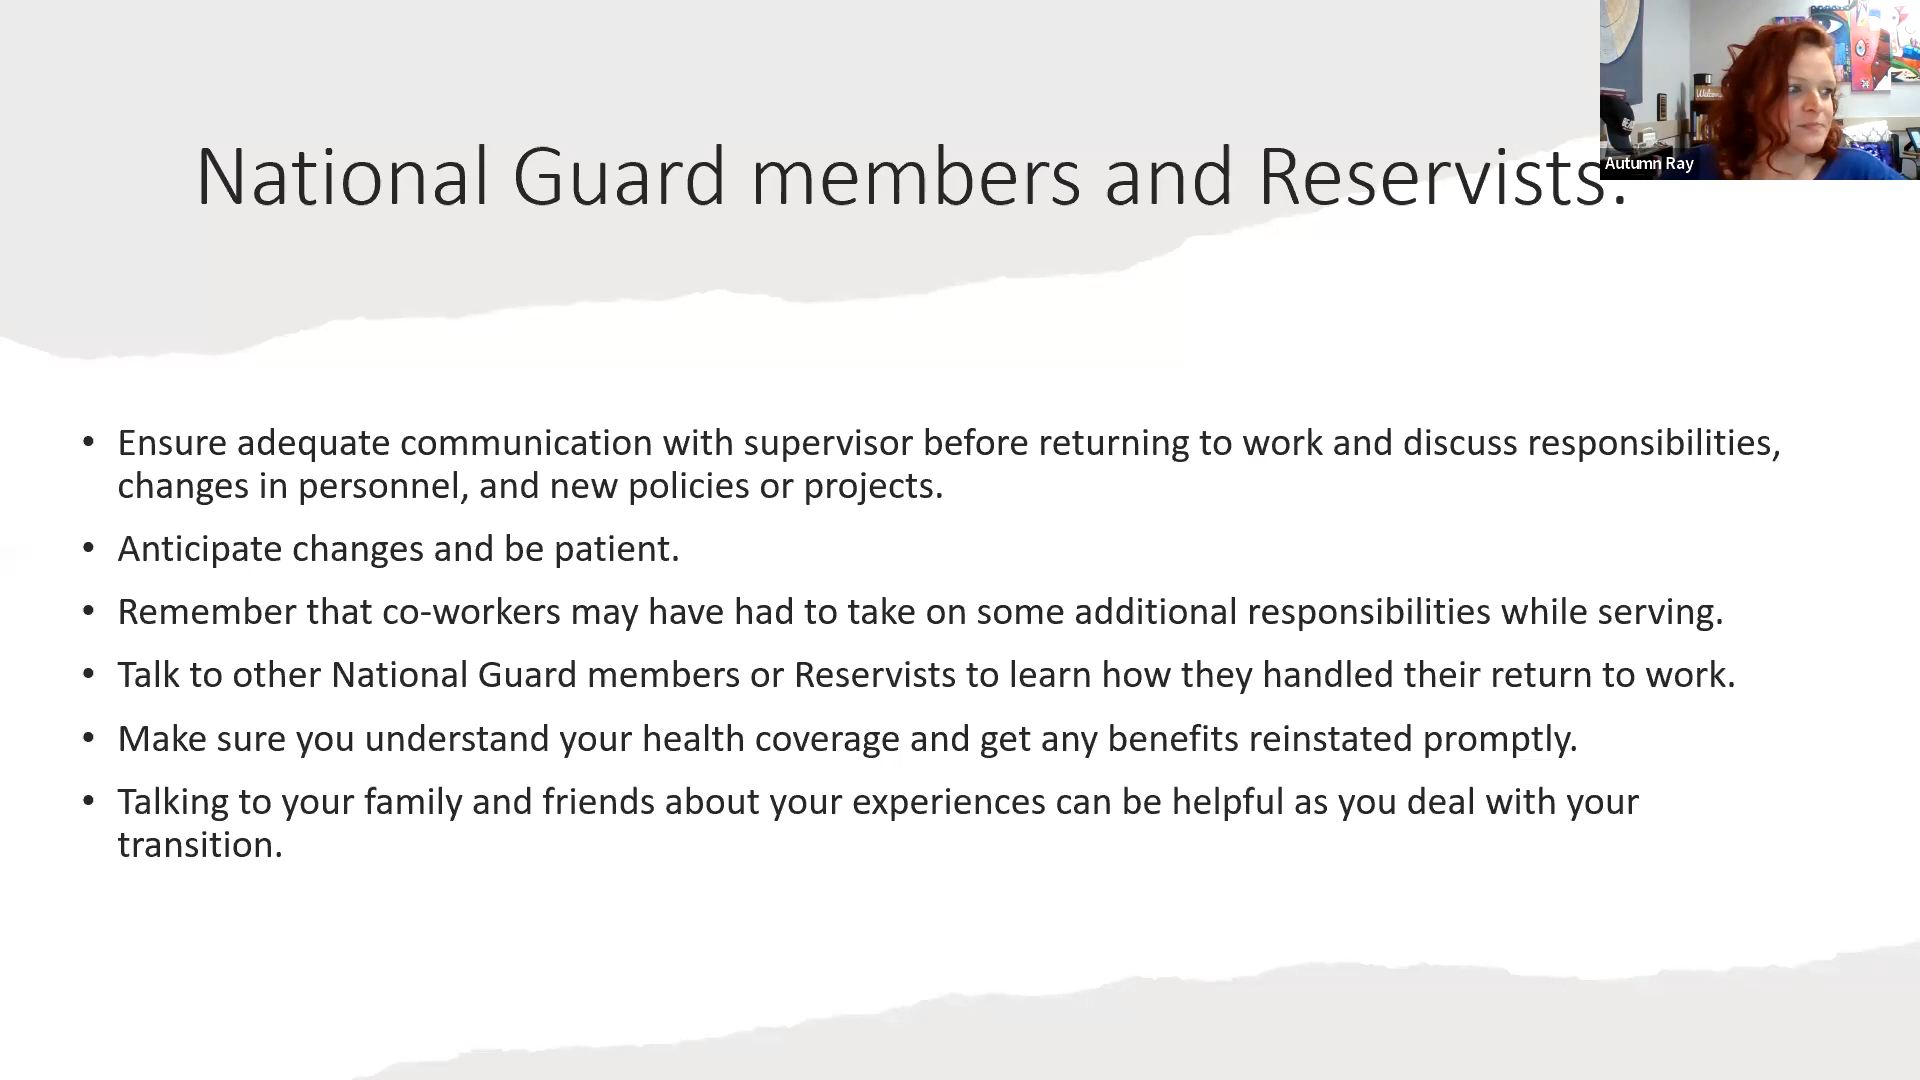 National Guard members and Reservists:
Autumn Ray
• Ensure adequate communication with supervisor before returning to work and discuss responsibilities,
changes in personnel, and new policies or projects.
• Anticipate changes and be patient.
• Remember that co-workers may have had to take on some additional responsibilities while serving.
• Talk to other National Guard members or Reservists to learn how they handled their return to work.
• Make sure you understand your health coverage and get any benefits reinstated promptly.
• Talking to your family and friends about your experiences can be helpful as you deal with your
transition.